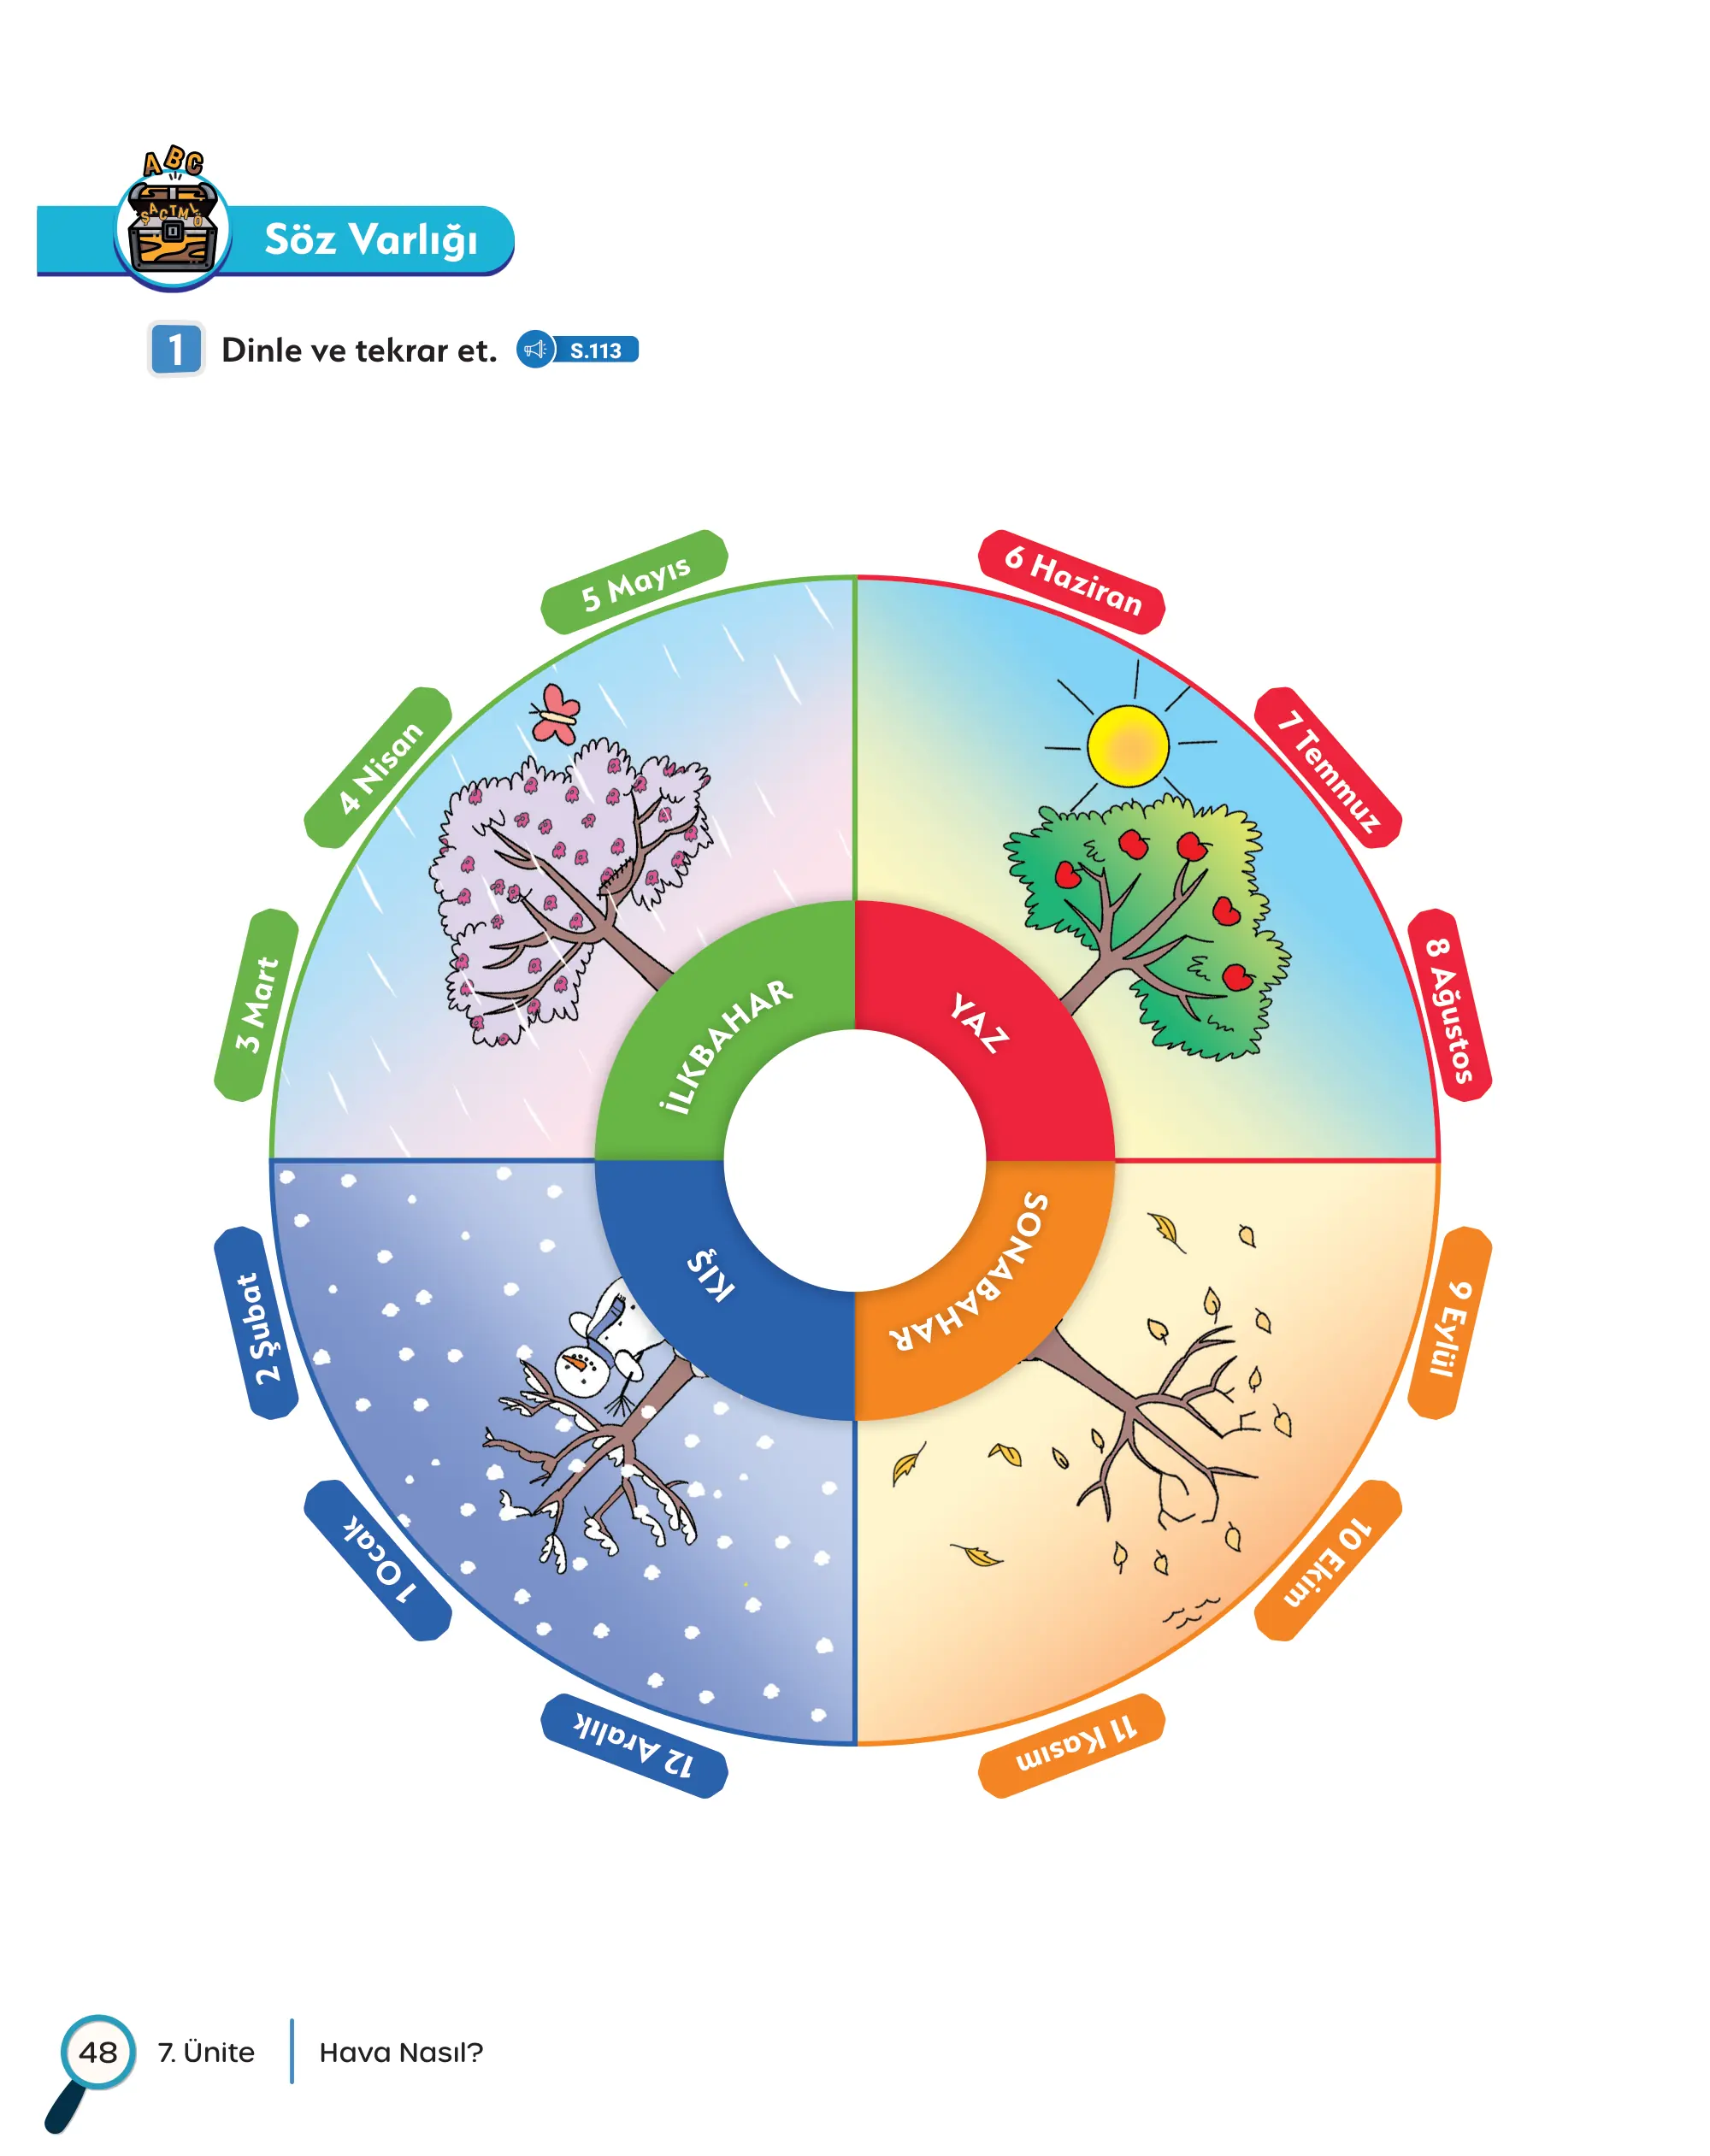 ABC
Söz Varlığı
1 Dinle ve tekrar et. S.113
5 Mayıs
6 Haziran
4 Nisan
7 Temmuz
3 Mart
8 Ağustos
İLKBAHAR
YAZ
KIŞ
SONABAHAR
2 Şubat
9 Eylül
1 Ocak
10 Ekim
12 Aralık
11 Kasım
48 7. Ünite Hava Nasıl?